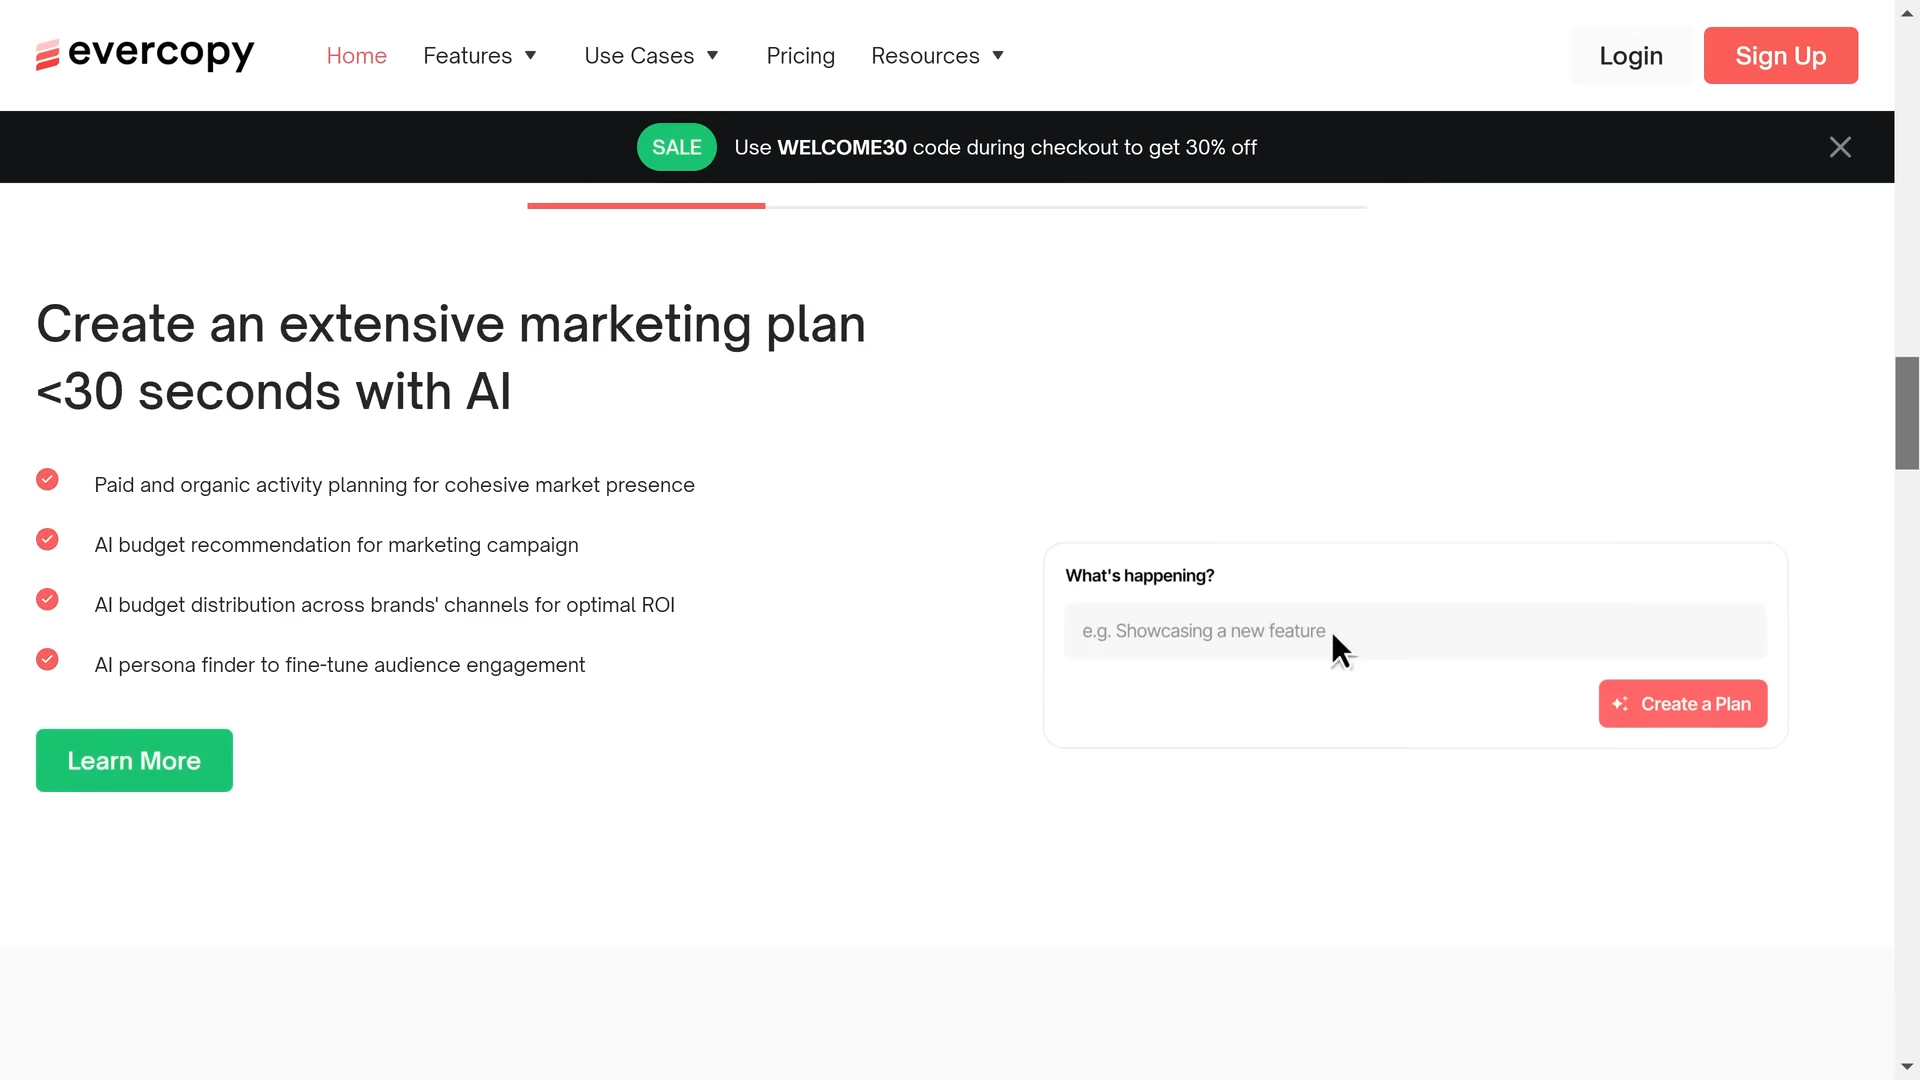 evercopy
Home Features Use Cases Pricing Resources Login Sign Up
SALE Use WELCOME30 code during checkout to get 30% off
Create an extensive marketing plan
<30 seconds with AI
Paid and organic activity planning for cohesive market presence
AI budget recommendation for marketing campaign
AI budget distribution across brands' channels for optimal ROI
AI persona finder to fine-tune audience engagement
Learn More
What's happening?
e.g. Showcasing a new feature
Create a Plan